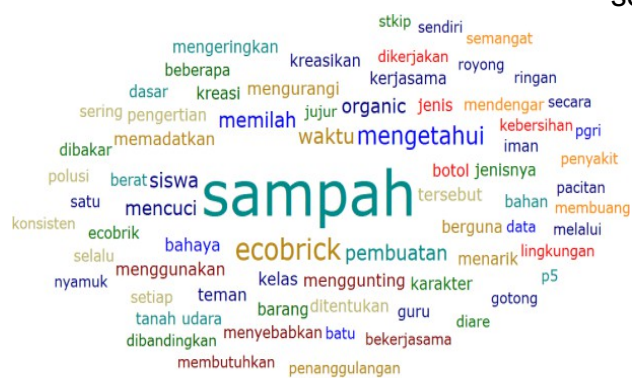 se
stkip sendiri
mengeringkan semangat
kreasikan dikerjakan
beberapa kerjasama royong ringan
dasar kreasi mengurangi
sering pengertian memilah jujur organic jenis mendengar secara
dibakar memadatkan waktu mengetahui kebersihan pgri
iman
polusi berat siswa botol jenisnya penyakit
satu sampah tersebut bahan pacitan
konsisten mencuci membuang
ecobrik bahaya berguna data melalui
selalu ecobrick pembuatan menarik lingkungan
nyamuk menggunakan kelas menggunting karakter p5
setiap teman gotong
tanah udara barang ditentukan guru diare
dibandingkan menyebabkan batu bekerjasama
membutuhkan penanggulangan